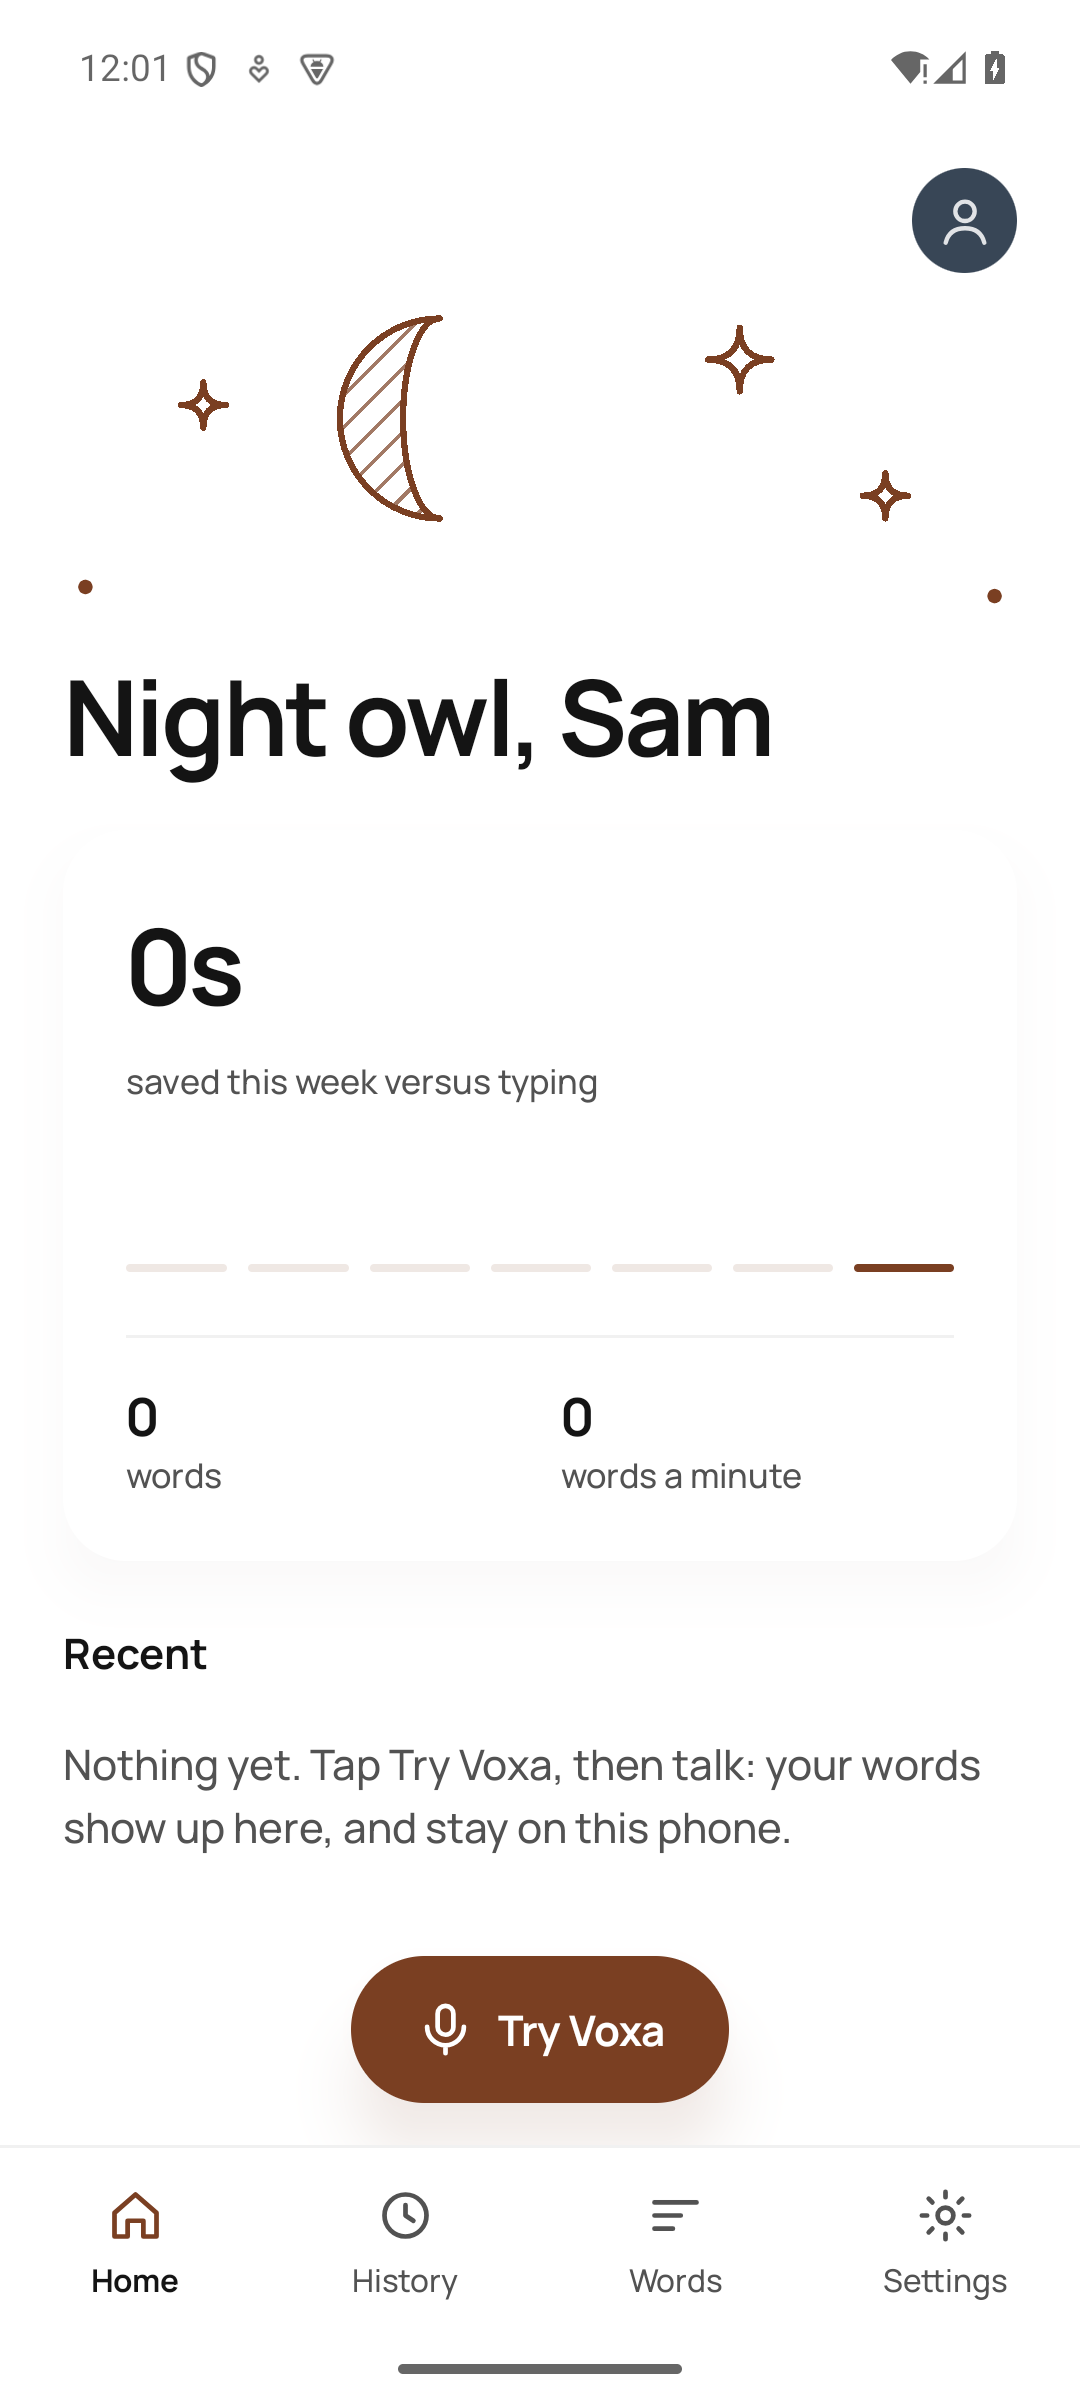 12:01
Night owl, Sam
0s
saved this week versus typing
0
words
0
words a minute
Recent
Nothing yet. Tap Try Voxa, then talk: your words
show up here, and stay on this phone.
Try Voxa
Home
History
Words
Settings